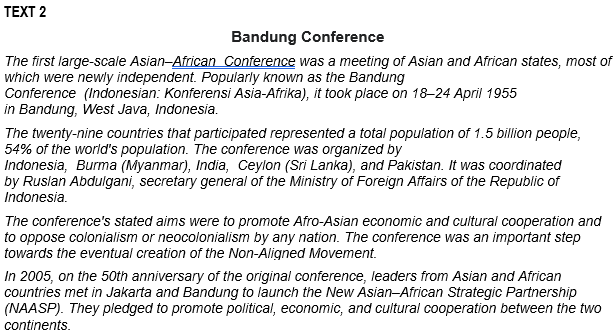 TEXT 2
Bandung Conference
The first large-scale Asian–African Conference was a meeting of Asian and African states, most of
which were newly independent. Popularly known as the Bandung
Conference (Indonesian: Konferensi Asia-Afrika), it took place on 18–24 April 1955
in Bandung, West Java, Indonesia.
The twenty-nine countries that participated represented a total population of 1.5 billion people,
54% of the world's population. The conference was organized by
Indonesia, Burma (Myanmar), India, Ceylon (Sri Lanka), and Pakistan. It was coordinated
by Ruslan Abdulgani, secretary general of the Ministry of Foreign Affairs of the Republic of
Indonesia.
The conference's stated aims were to promote Afro-Asian economic and cultural cooperation and
to oppose colonialism or neocolonialism by any nation. The conference was an important step
towards the eventual creation of the Non-Aligned Movement.
In 2005, on the 50th anniversary of the original conference, leaders from Asian and African
countries met in Jakarta and Bandung to launch the New Asian–African Strategic Partnership
(NAASP). They pledged to promote political, economic, and cultural cooperation between the two
continents.